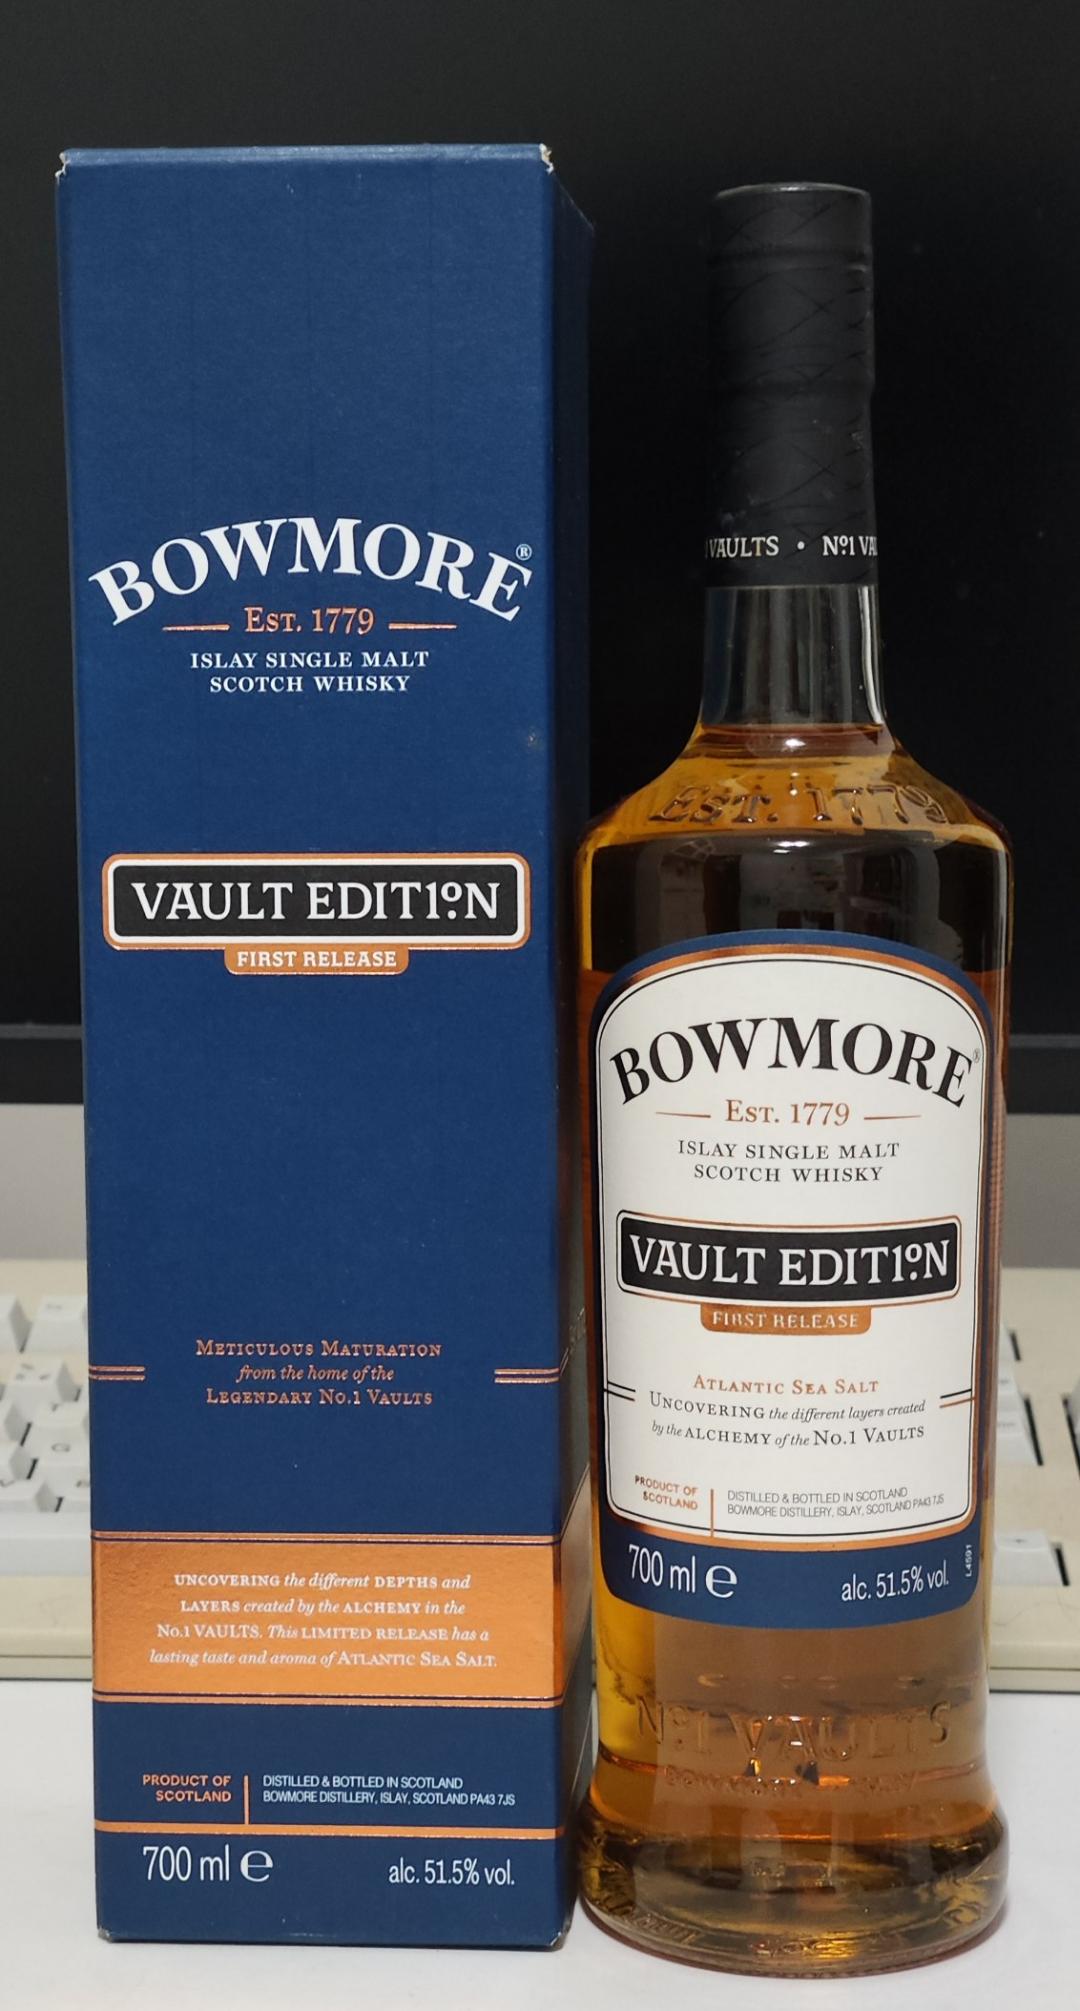 BOWMORE®
EST. 1779
ISLAY SINGLE MALT
SCOTCH WHISKY
VAULT EDIT1ºN
FIRST RELEASE
METICULOUS MATURATION
from the home of the
LEGENDARY No.1 VAULTS
UNCOVERING the different DEPTHS and
LAYERS created by the ALCHEMY in the
No.1 VAULTS. This LIMITED RELEASE has a
lasting taste and aroma of ATLANTIC SEA SALT.
PRODUCT OF
SCOTLAND
DISTILLED & BOTTLED IN SCOTLAND
BOWMORE DISTILLERY, ISLAY, SCOTLAND PA43 7JS
700 ml e
alc. 51.5% vol.
VAULTS • Nº1 VAU
EST. 1779
BOWMORE®
EST. 1779
ISLAY SINGLE MALT
SCOTCH WHISKY
VAULT EDIT1ºN
FIRST RELEASE
ATLANTIC SEA SALT
UNCOVERING the different layers created
by the ALCHEMY of the No.1 VAULTS
PRODUCT OF
SCOTLAND
DISTILLED & BOTTLED IN SCOTLAND
BOWMORE DISTILLERY, ISLAY, SCOTLAND PA43 7JS
700 ml e
alc. 51.5% vol.
L4591
Nº1 VAULTS